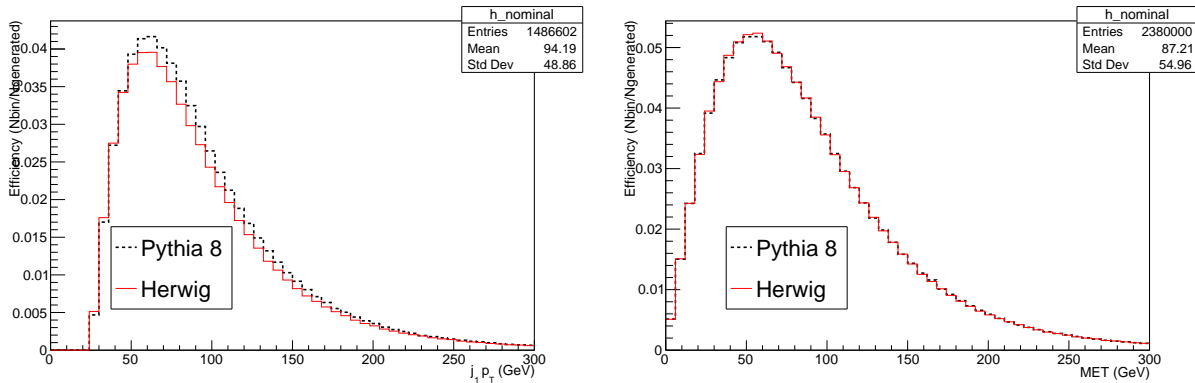 h_nominal
Entries 1486602
Mean 94.19
Std Dev 48.86
Efficiency (Nbin/Ngenerated)
0.04
0.035
0.03
0.025
0.02
0.015
0.01
0.005
0
Pythia 8
Herwig
0 50 100 150 200 250 300
j_1 p_T (GeV)
h_nominal
Entries 2380000
Mean 87.21
Std Dev 54.96
Efficiency (Nbin/Ngenerated)
0.05
0.04
0.03
0.02
0.01
0
Pythia 8
Herwig
0 50 100 150 200 250 300
MET (GeV)